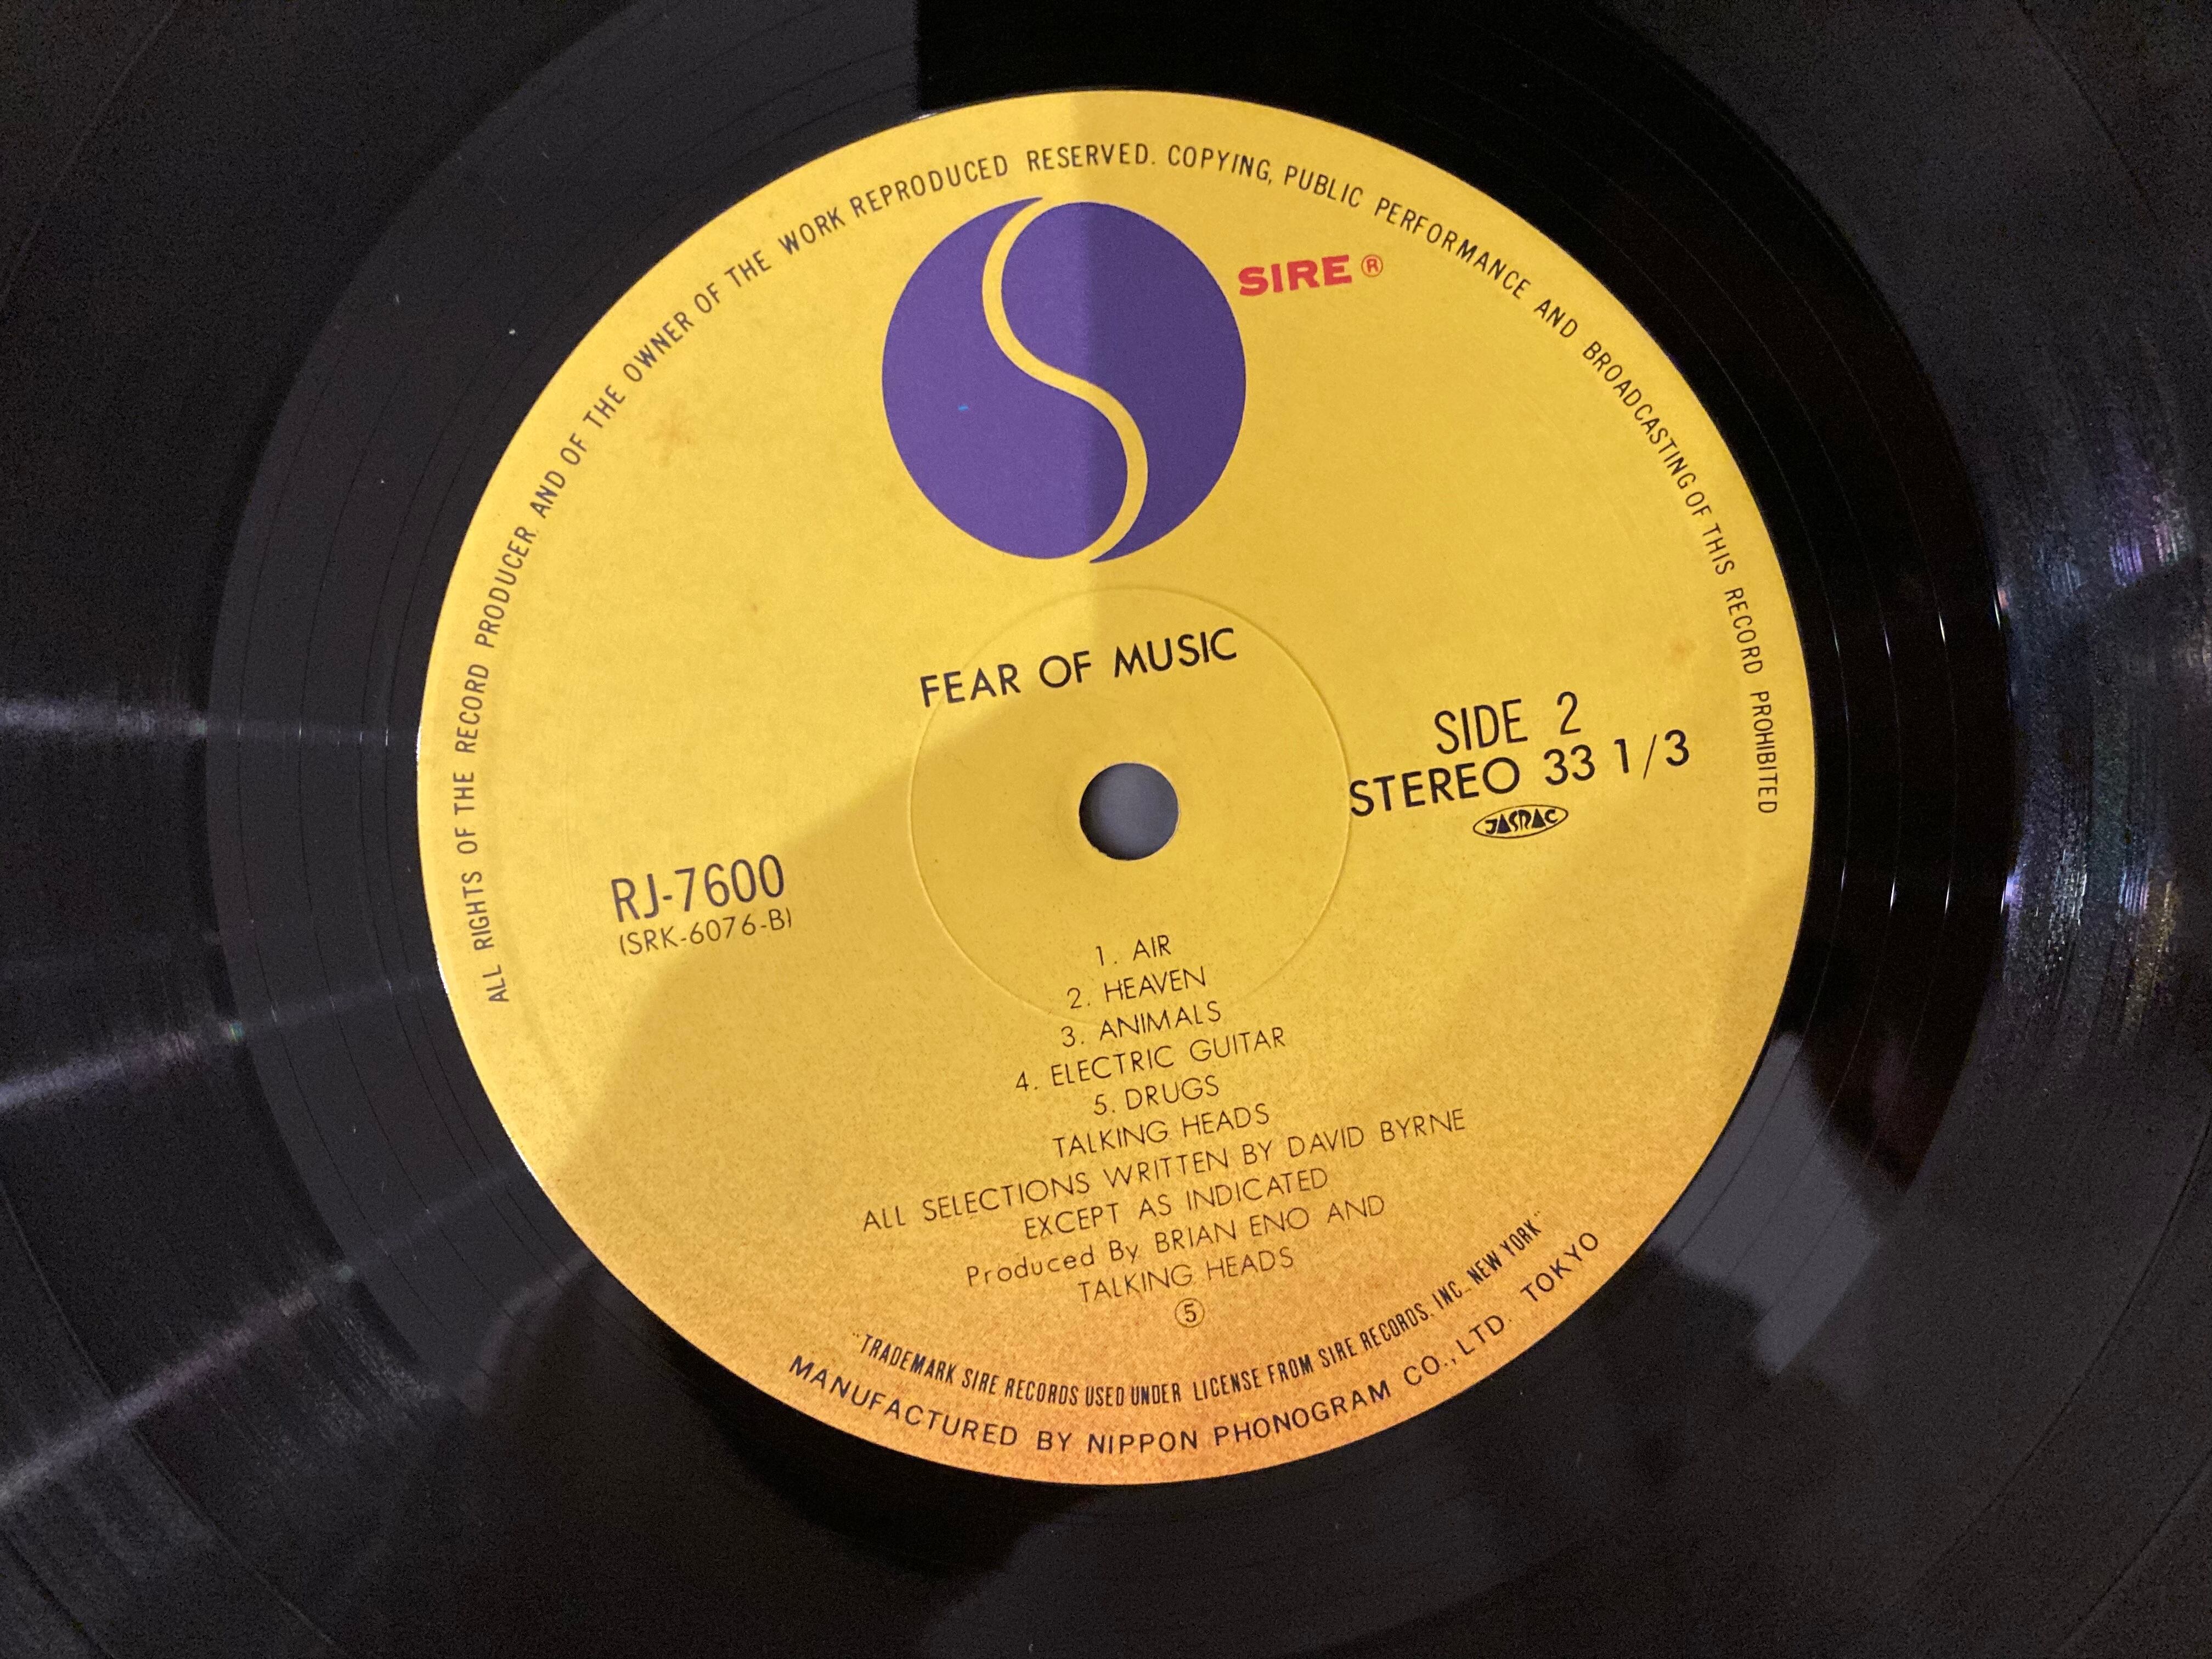 ALL RIGHTS OF THE RECORD PRODUCER AND OF THE OWNER OF THE WORK REPRODUCED RESERVED. COPYING, PUBLIC PERFORMANCE AND BROADCASTING OF THIS RECORD PROHIBITED
SIRE ®
FEAR OF MUSIC
SIDE 2
STEREO 33 1/3
JASRAC
RJ-7600
(SRK-6076-B)
1. AIR
2. HEAVEN
3. ANIMALS
4. ELECTRIC GUITAR
5. DRUGS
TALKING HEADS
ALL SELECTIONS WRITTEN BY DAVID BYRNE
EXCEPT AS INDICATED
Produced By BRIAN ENO AND
TALKING HEADS
⑤
"TRADEMARK SIRE RECORDS USED UNDER LICENSE FROM SIRE RECORDS, INC., NEW YORK"
MANUFACTURED BY NIPPON PHONOGRAM CO., LTD. TOKYO